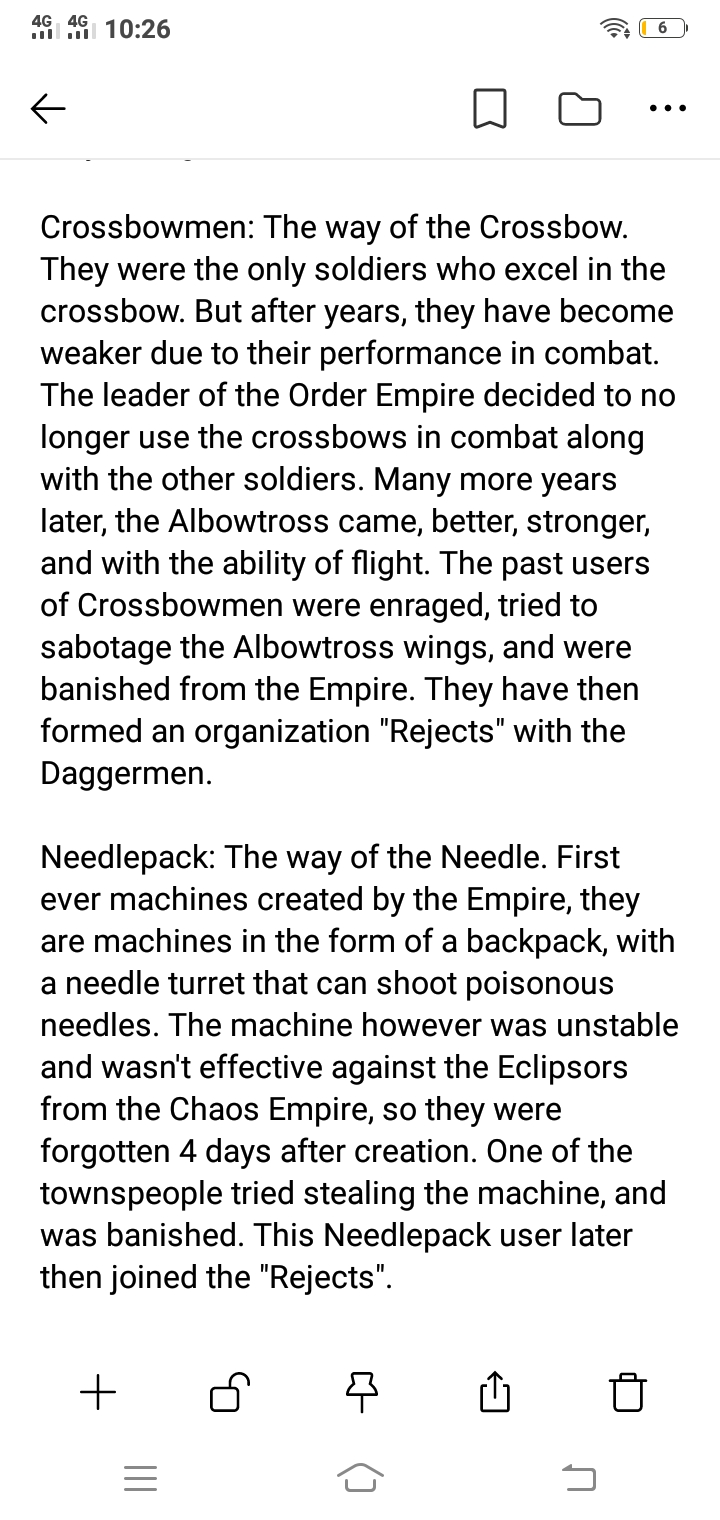 4G 4G 10:26 6
Crossbowmen: The way of the Crossbow.
They were the only soldiers who excel in the
crossbow. But after years, they have become
weaker due to their performance in combat.
The leader of the Order Empire decided to no
longer use the crossbows in combat along
with the other soldiers. Many more years
later, the Albowtross came, better, stronger,
and with the ability of flight. The past users
of Crossbowmen were enraged, tried to
sabotage the Albowtross wings, and were
banished from the Empire. They have then
formed an organization "Rejects" with the
Daggermen.
Needlepack: The way of the Needle. First
ever machines created by the Empire, they
are machines in the form of a backpack, with
a needle turret that can shoot poisonous
needles. The machine however was unstable
and wasn't effective against the Eclipsors
from the Chaos Empire, so they were
forgotten 4 days after creation. One of the
townspeople tried stealing the machine, and
was banished. This Needlepack user later
then joined the "Rejects".